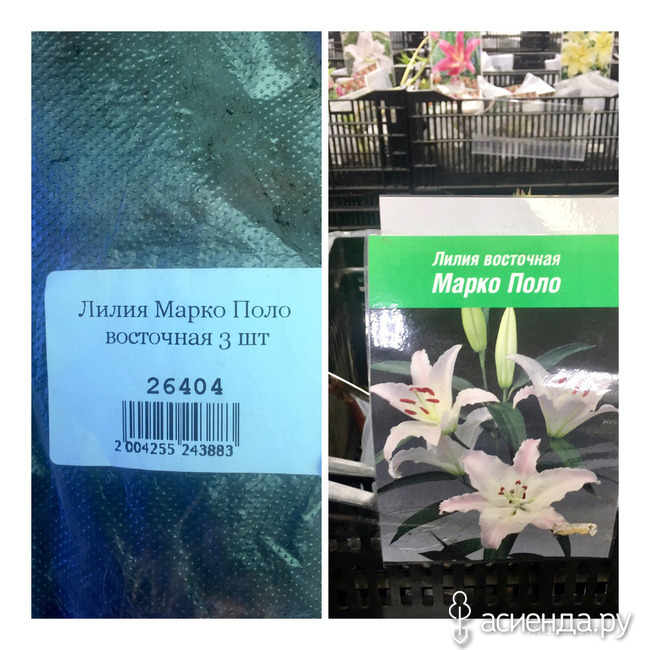 Лилия Марко Поло
восточная 3 шт
26404
2 004255 243883
Лилия восточная
Марко Поло
асиенда.ру